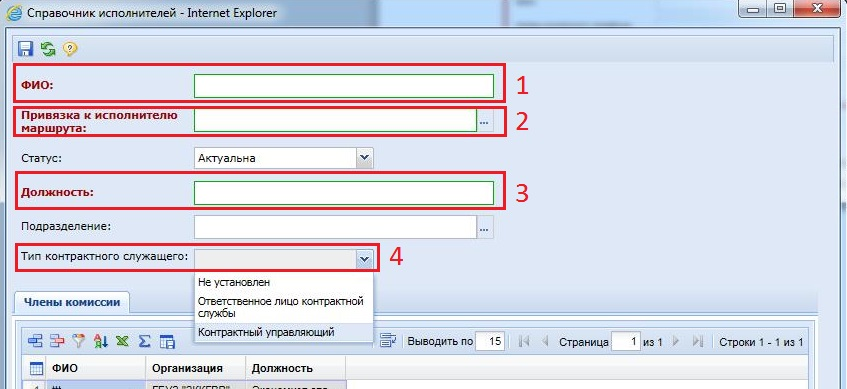 Справочник исполнителей - Internet Explorer
ФИО:
1
Привязка к исполнителю
маршрута:
...
2
Статус:
Актуальна
Должность:
3
Подразделение:
...
Тип контрактного служащего:
4
Не установлен
Ответственное лицо контрактной
службы
Контрактный управляющий
Члены комиссии
Выводить по 15
Страница 1 из 1
Строки 1 - 1 из 1
ФИО Организация Должность